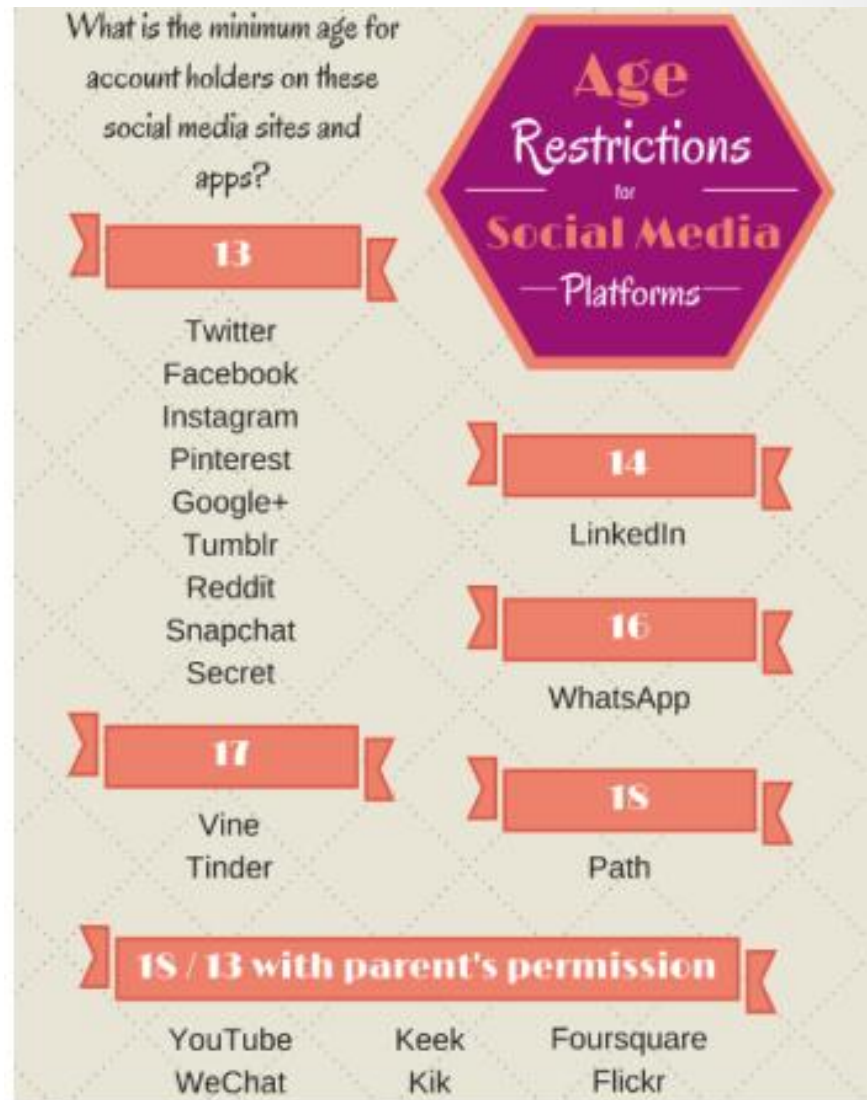 What is the minimum age for
account holders on these
social media sites and
apps?
Age
Restrictions
for
Social Media
Platforms
13
Twitter
Facebook
Instagram
Pinterest
Google+
Tumblr
Reddit
Snapchat
Secret
14
LinkedIn
16
WhatsApp
17
Vine
Tinder
18
Path
18 / 13 with parent's permission
YouTube Keek Foursquare
WeChat Kik Flickr